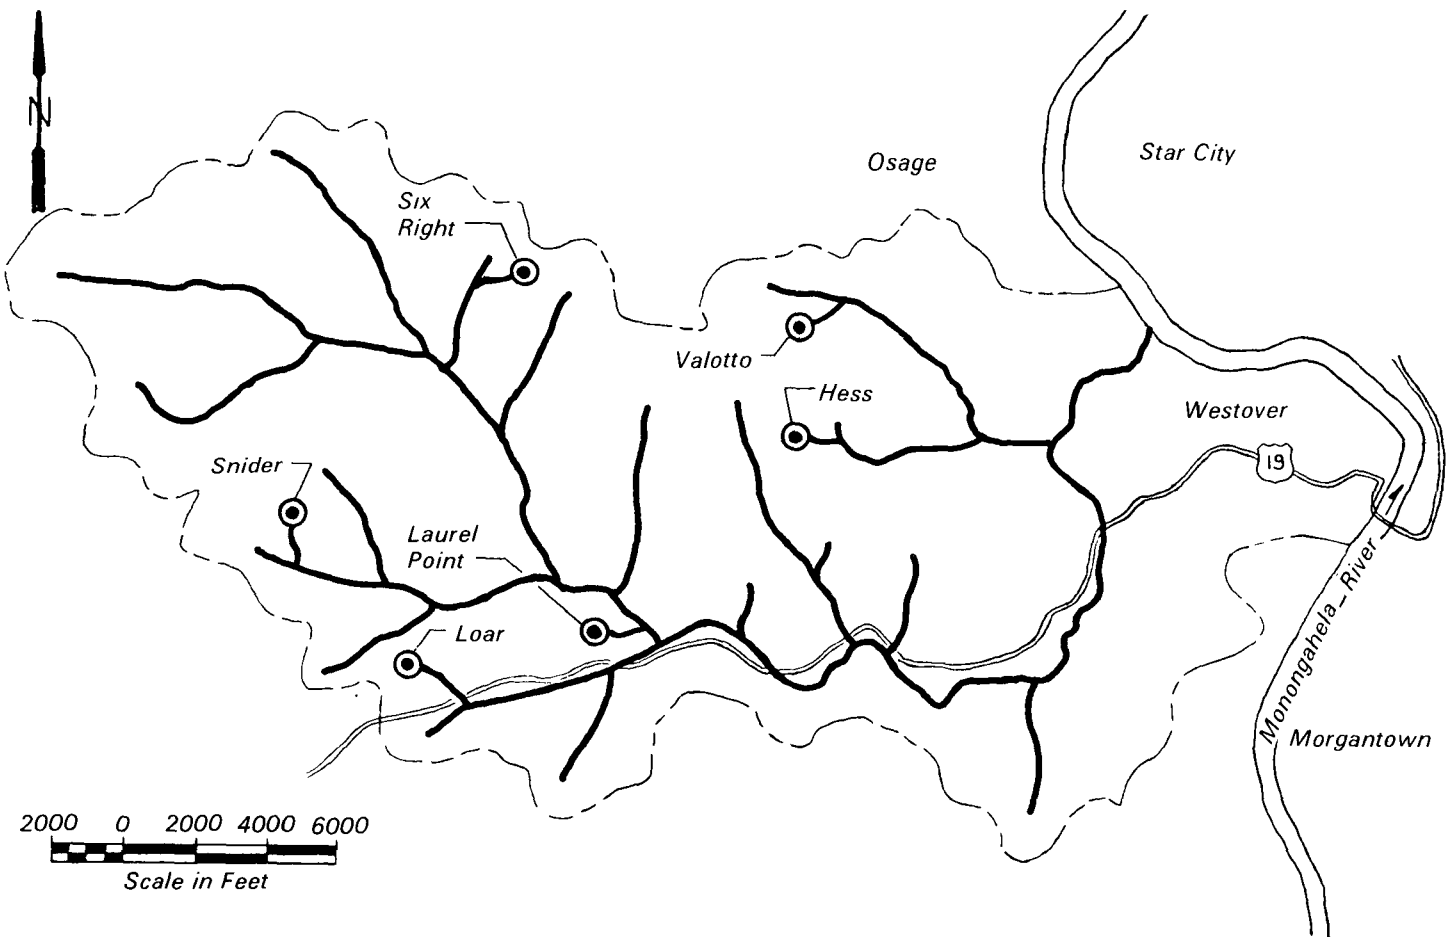 N
Osage
Star City
Six
Right
Valotto
Hess
Westover
19
Snider
Laurel
Point
Loar
Monongahela River
Morgantown
2000 0 2000 4000 6000
Scale in Feet